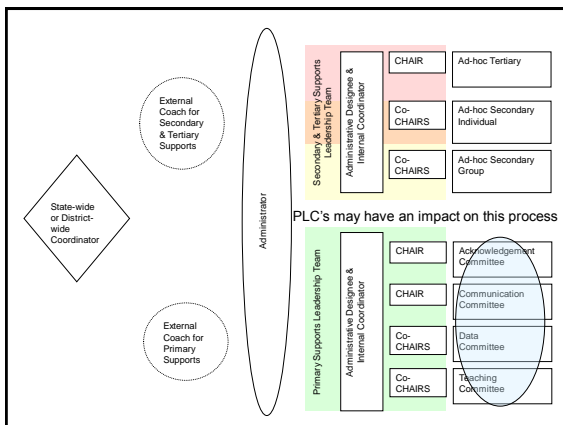 State-wide
or District-
wide
Coordinator
External
Coach for
Secondary
& Tertiary
Supports
External
Coach for
Primary
Supports
Administrator
Secondary & Tertiary Supports
Leadership Team
Administrative Designee &
Internal Coordinator
CHAIR
Ad-hoc Tertiary
Co-
CHAIRS
Ad-hoc Secondary
Individual
Co-
CHAIRS
Ad-hoc Secondary
Group
PLC's may have an impact on this process
Primary Supports Leadership Team
Administrative Designee &
Internal Coordinator
CHAIR
Acknowledgement
Committee
CHAIR
Communication
Committee
Co-
CHAIRS
Data
Committee
Co-
CHAIRS
Teaching
Committee